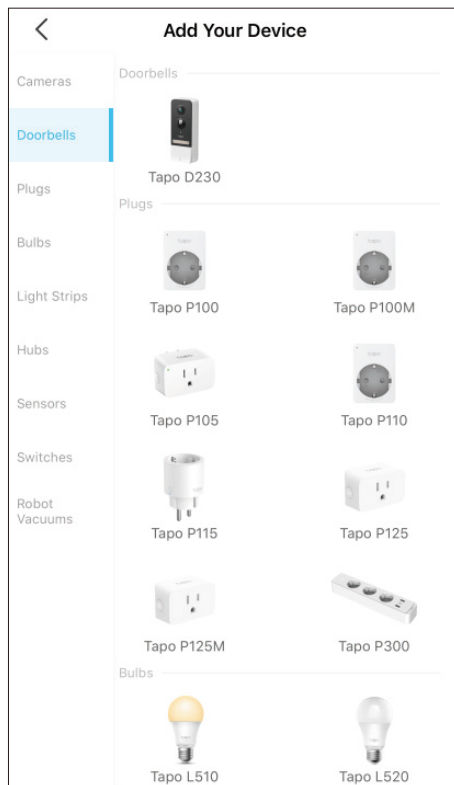 Add Your Device
Cameras
Doorbells
Plugs
Bulbs
Light Strips
Hubs
Sensors
Switches
Robot
Vacuums
Doorbells
Tapo D230
Plugs
Tapo P100
Tapo P100M
Tapo P105
Tapo P110
Tapo P115
Tapo P125
Tapo P125M
Tapo P300
Bulbs
Tapo L510
Tapo L520